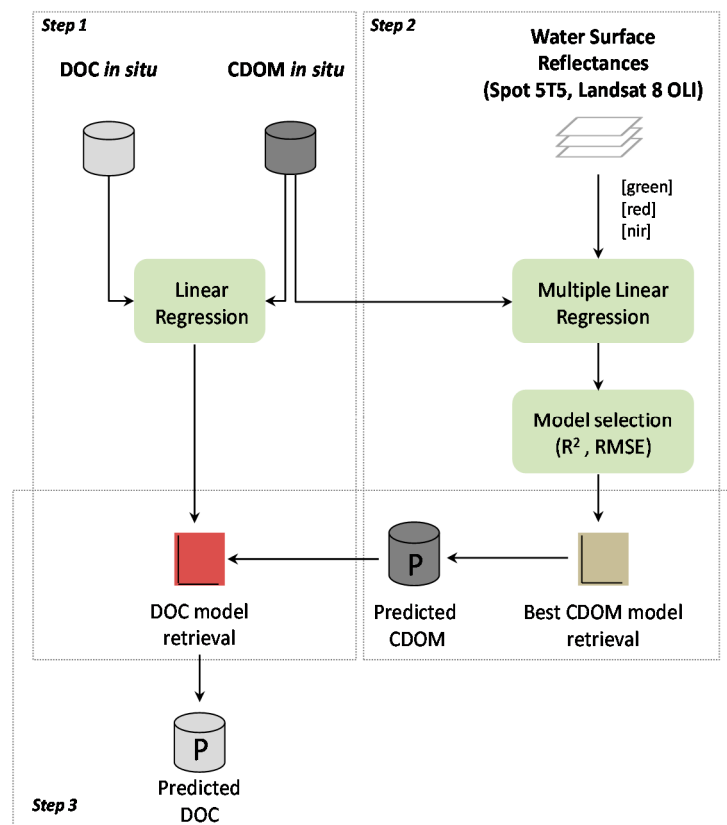 Step 1
DOC in situ
CDOM in situ
Linear
Regression
Step 2
Water Surface
Reflectances
(Spot 5T5, Landsat 8 OLI)
[green]
[red]
[nir]
Multiple Linear
Regression
Model selection
(R² , RMSE)
DOC model
retrieval
P
Predicted
CDOM
Best CDOM model
retrieval
P
Predicted
DOC
Step 3